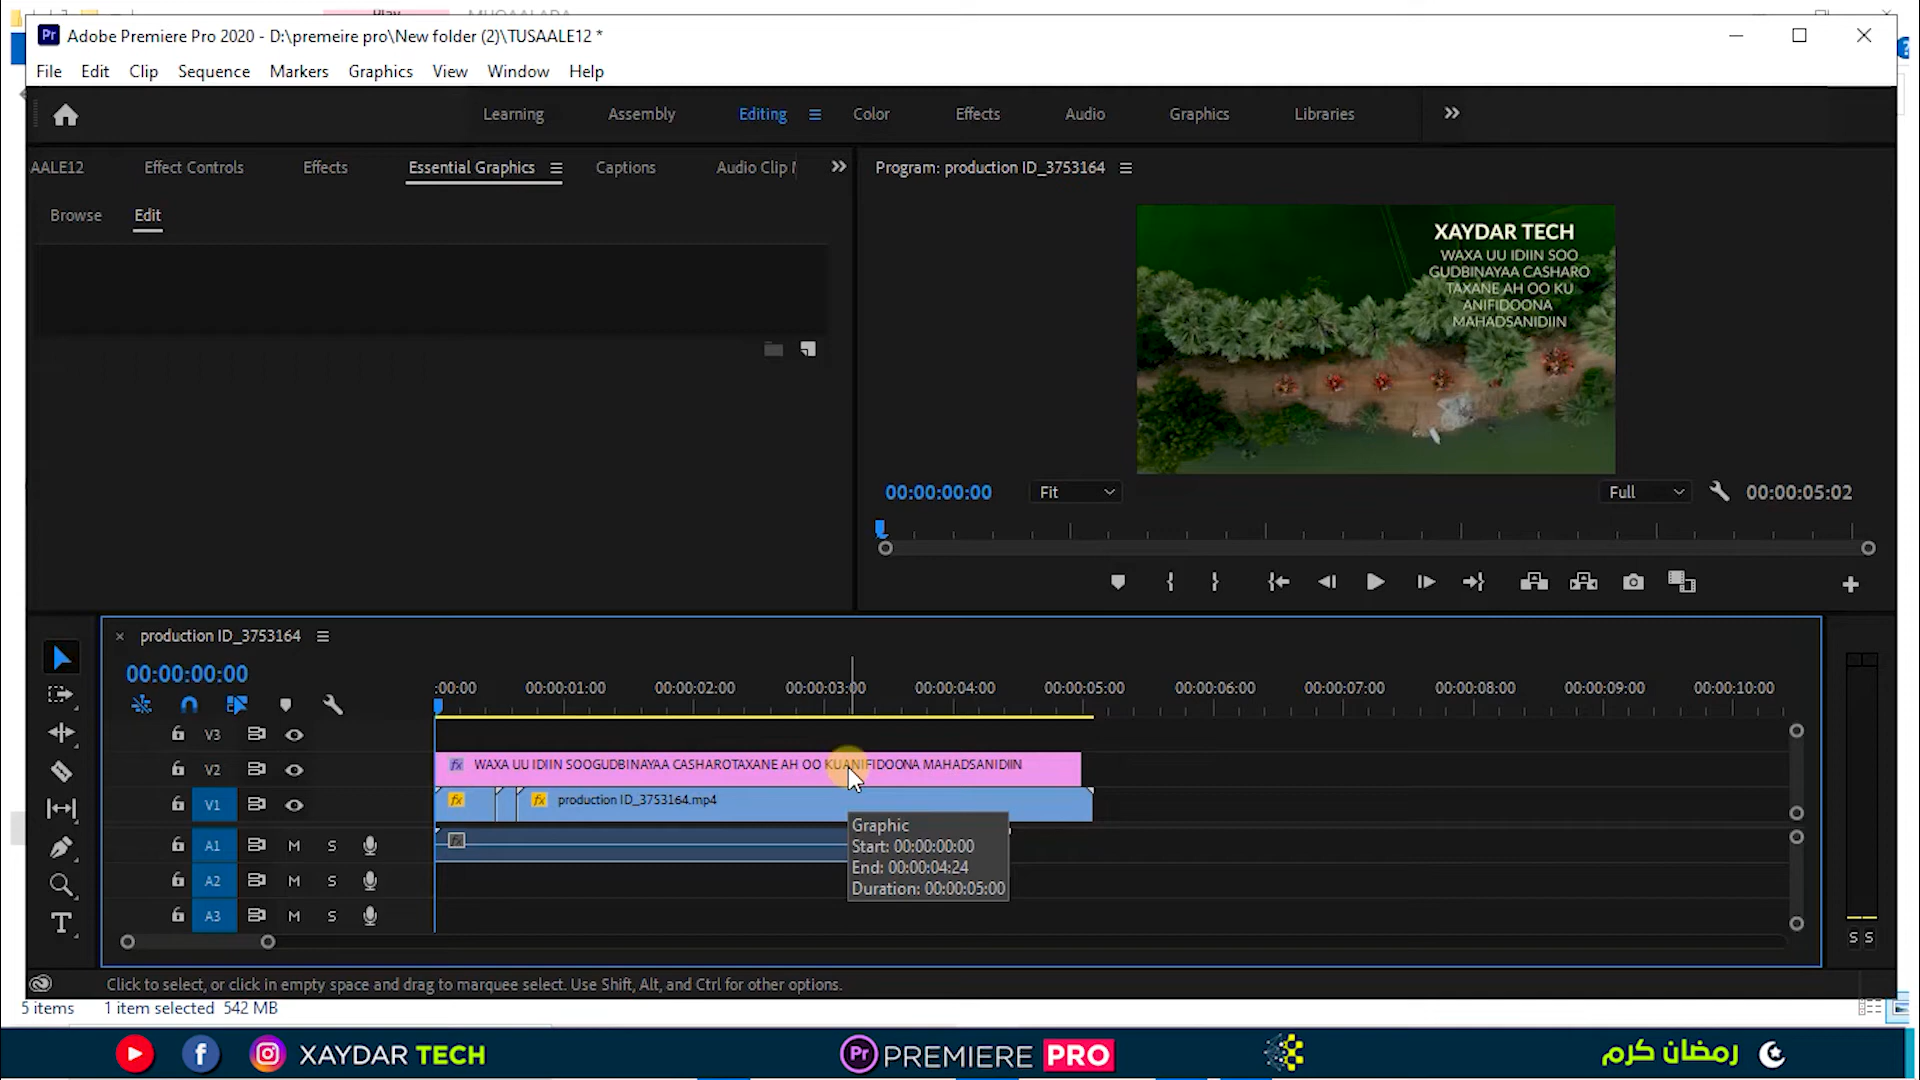 Adobe Premiere Pro 2020 - D:\premeire pro\New folder (2)\TUSAALE12 *
File Edit Clip Sequence Markers Graphics View Window Help
Learning Assembly Editing Color Effects Audio Graphics Libraries
AALE12 Effect Controls Effects Essential Graphics Captions Audio Clip M
Program: production ID_3753164
Browse Edit
XAYDAR TECH
WAXA UU IDIIN SOO
GUDBINAYAA CASHARO
TAXANE AH OO KU
ANIFIDOONA
MAHADSANIDIIN
00:00:00:00 Fit Full 00:00:05:02
production ID_3753164
00:00:00:00
:00:00 00:00:01:00 00:00:02:00 00:00:03:00 00:00:04:00 00:00:05:00 00:00:06:00 00:00:07:00 00:00:08:00 00:00:09:00 00:00:10:00
V3
V2 fx WAXA UU IDIIN SOOGUDBINAYAA CASHAROTAXANE AH OO KUANIFIDOONA MAHADSANIDIIN
V1 fx fx production ID_3753164.mp4
A1 M S fx
A2 M S
A3 M S
Graphic
Start: 00:00:00:00
End: 00:00:04:24
Duration: 00:00:05:00
S S
Click to select, or click in empty space and drag to marquee select. Use Shift, Alt, and Ctrl for other options.
5 items 1 item selected 542 MB
XAYDAR TECH
Pr PREMIERE PRO
رمضان كرم